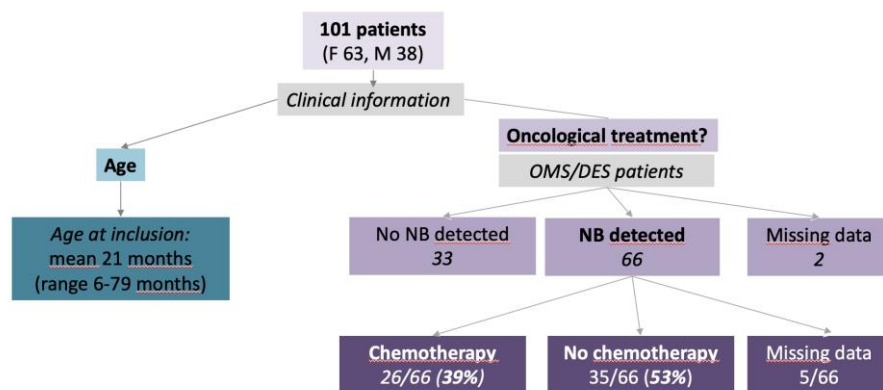 101 patients
(F 63, M 38)
Clinical information
Oncological treatment?
Age
OMS/DES patients
Age at inclusion:
mean 21 months
(range 6-79 months)
No NB detected
33
NB detected
66
Missing data
2
Chemotherapy
26/66 (39%)
No chemotherapy
35/66 (53%)
Missing data
5/66